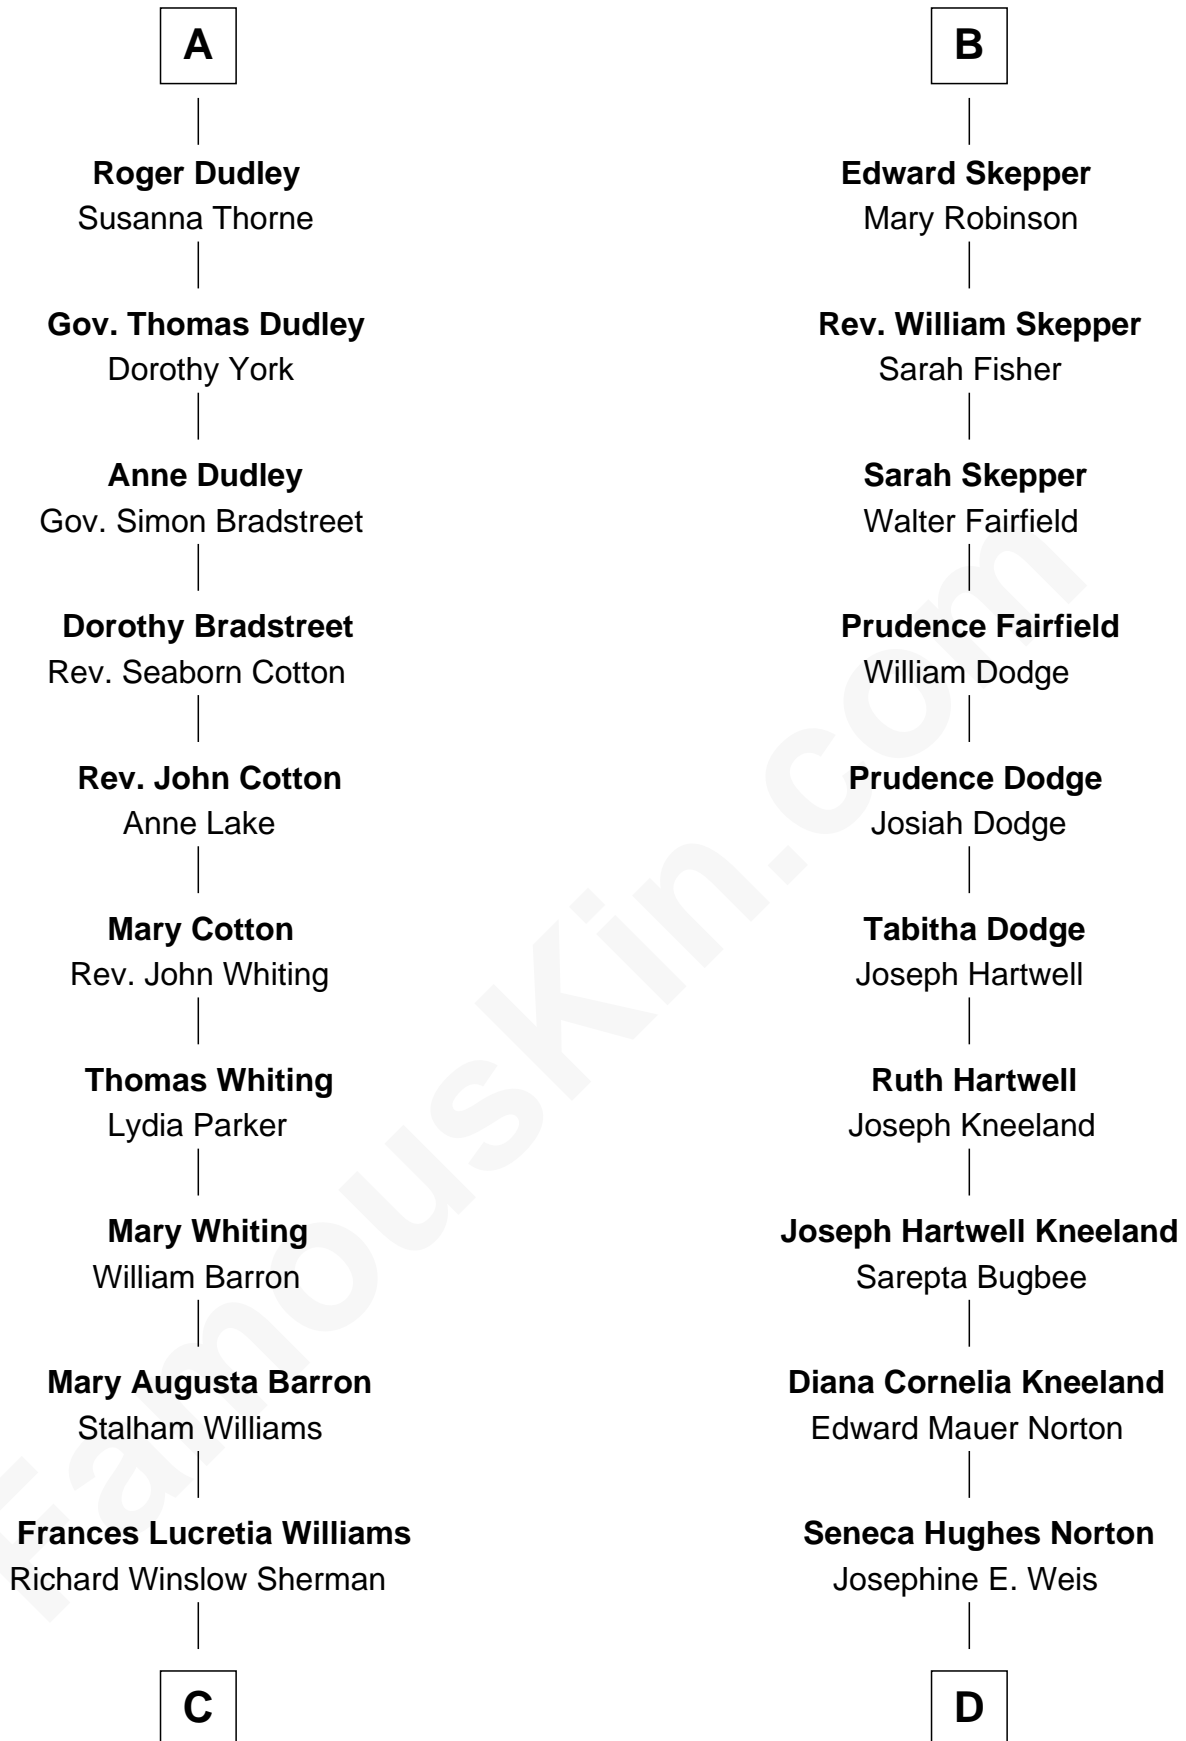 A
Roger Dudley
Susanna Thorne
Gov. Thomas Dudley
Dorothy York
Anne Dudley
Gov. Simon Bradstreet
Dorothy Bradstreet
Rev. Seaborn Cotton
Rev. John Cotton
Anne Lake
Mary Cotton
Rev. John Whiting
Thomas Whiting
Lydia Parker
Mary Whiting
William Barron
Mary Augusta Barron
Stalham Williams
Frances Lucretia Williams
Richard Winslow Sherman
C
B
Edward Skepper
Mary Robinson
Rev. William Skepper
Sarah Fisher
Sarah Skepper
Walter Fairfield
Prudence Fairfield
William Dodge
Prudence Dodge
Josiah Dodge
Tabitha Dodge
Joseph Hartwell
Ruth Hartwell
Joseph Kneeland
Joseph Hartwell Kneeland
Sarepta Bugbee
Diana Cornelia Kneeland
Edward Mauer Norton
Seneca Hughes Norton
Josephine E. Weis
D
FamousKin.com